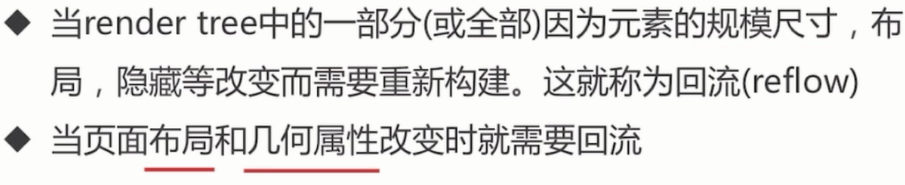 ◆ 当render tree中的一部分(或全部)因为元素的规模尺寸，布
局，隐藏等改变而需要重新构建。这就称为回流(reflow)
◆ 当页面布局和几何属性改变时就需要回流